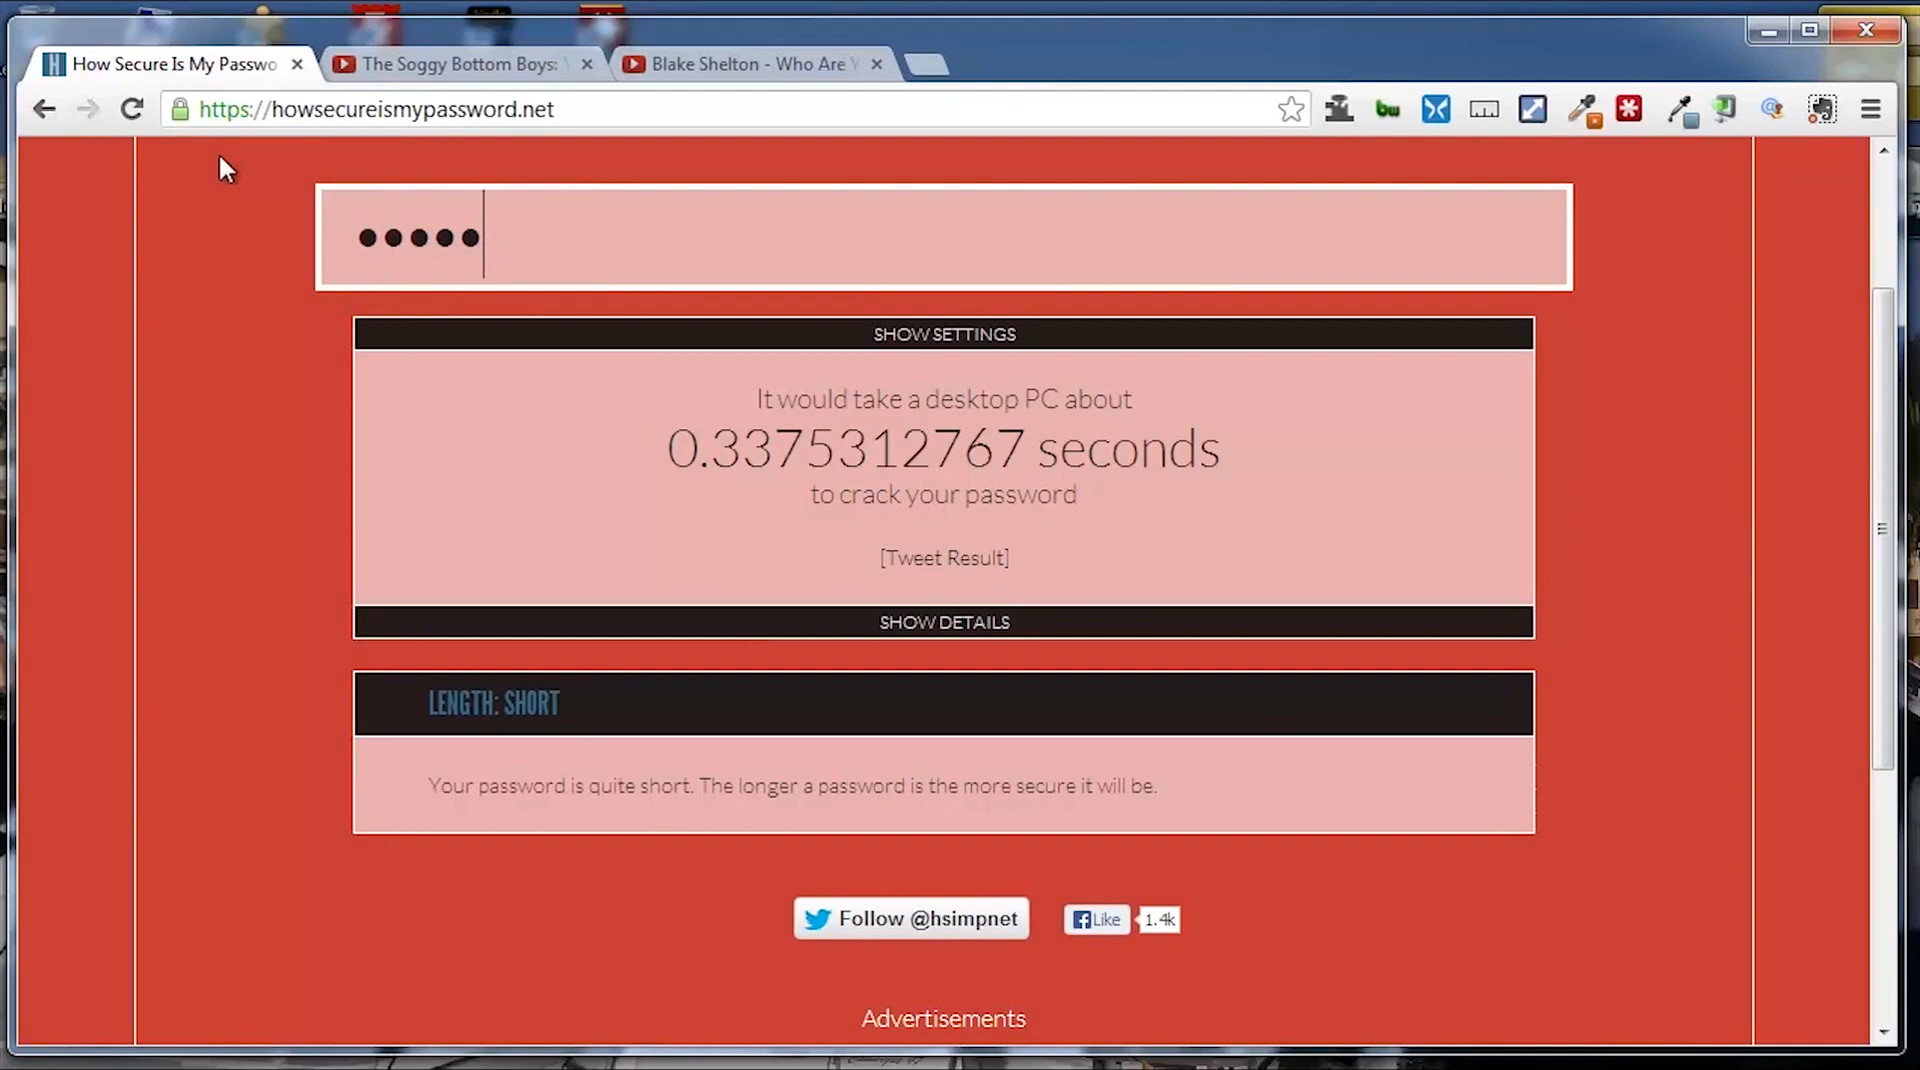 How Secure Is My Passwo
The Soggy Bottom Boys:
Blake Shelton - Who Are Y
https://howsecureismypassword.net
bw
SHOW SETTINGS
It would take a desktop PC about
0.3375312767 seconds
to crack your password
[Tweet Result]
SHOW DETAILS
LENGTH: SHORT
Your password is quite short. The longer a password is the more secure it will be.
Follow @hsimpnet
Like
1.4k
Advertisements